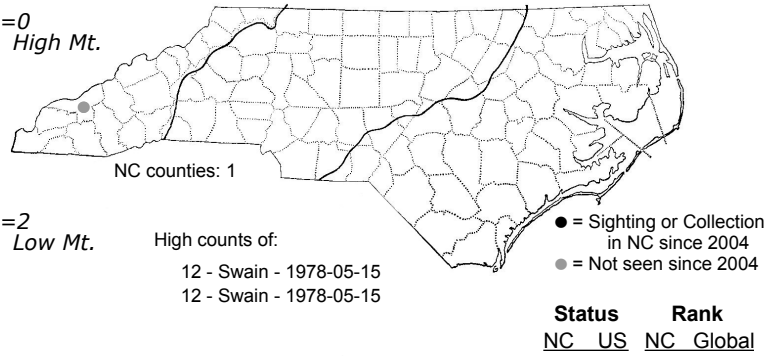 =0
High Mt.
NC counties: 1
=2
Low Mt.
High counts of:
12 - Swain - 1978-05-15
12 - Swain - 1978-05-15
● = Sighting or Collection
in NC since 2004
● = Not seen since 2004
Status Rank
NC US NC Global